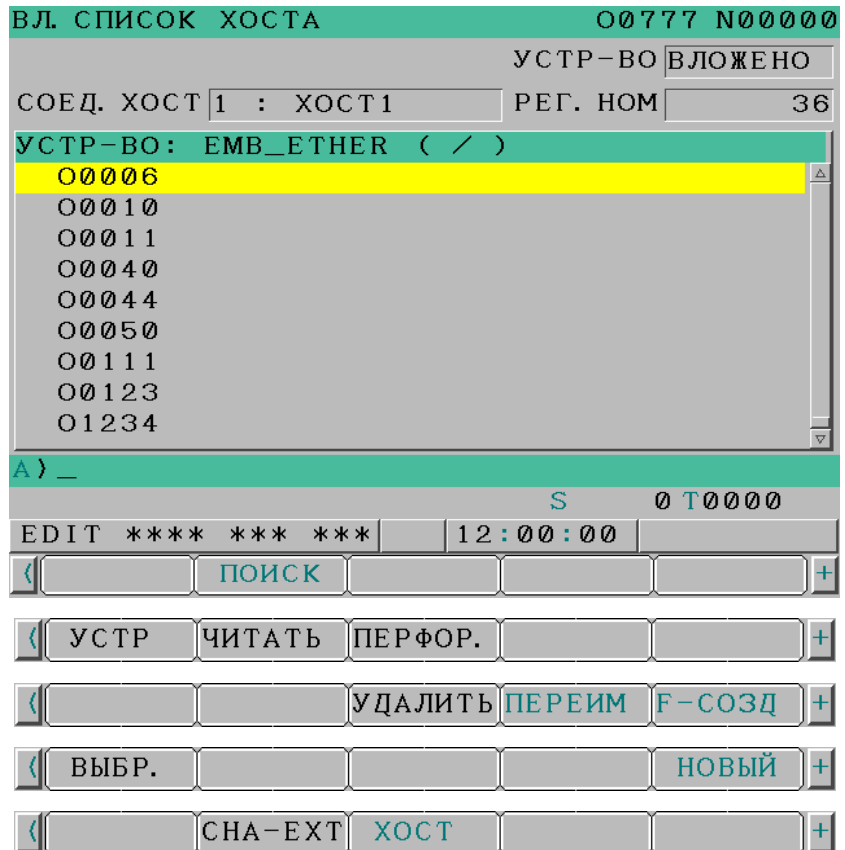 ВЛ. СПИСОК ХОСТА O0777 N00000
УСТР-ВО ВЛОЖЕНО
СОЕД. ХОСТ 1 : ХОСТ1 РЕГ. НОМ 36
УСТР-ВО: EMB_ETHER ( / )
O0006
O0010
O0011
O0040
O0044
O0050
O0111
O0123
O1234
A)_
S 0 T0000
EDIT **** *** *** 12:00:00
( ПОИСК +
( УСТР ЧИТАТЬ ПЕРФОР. +
( УДАЛИТЬ ПЕРЕИМ F-СОЗД +
( ВЫБР. НОВЫЙ +
( CHA-EXT ХОСТ +